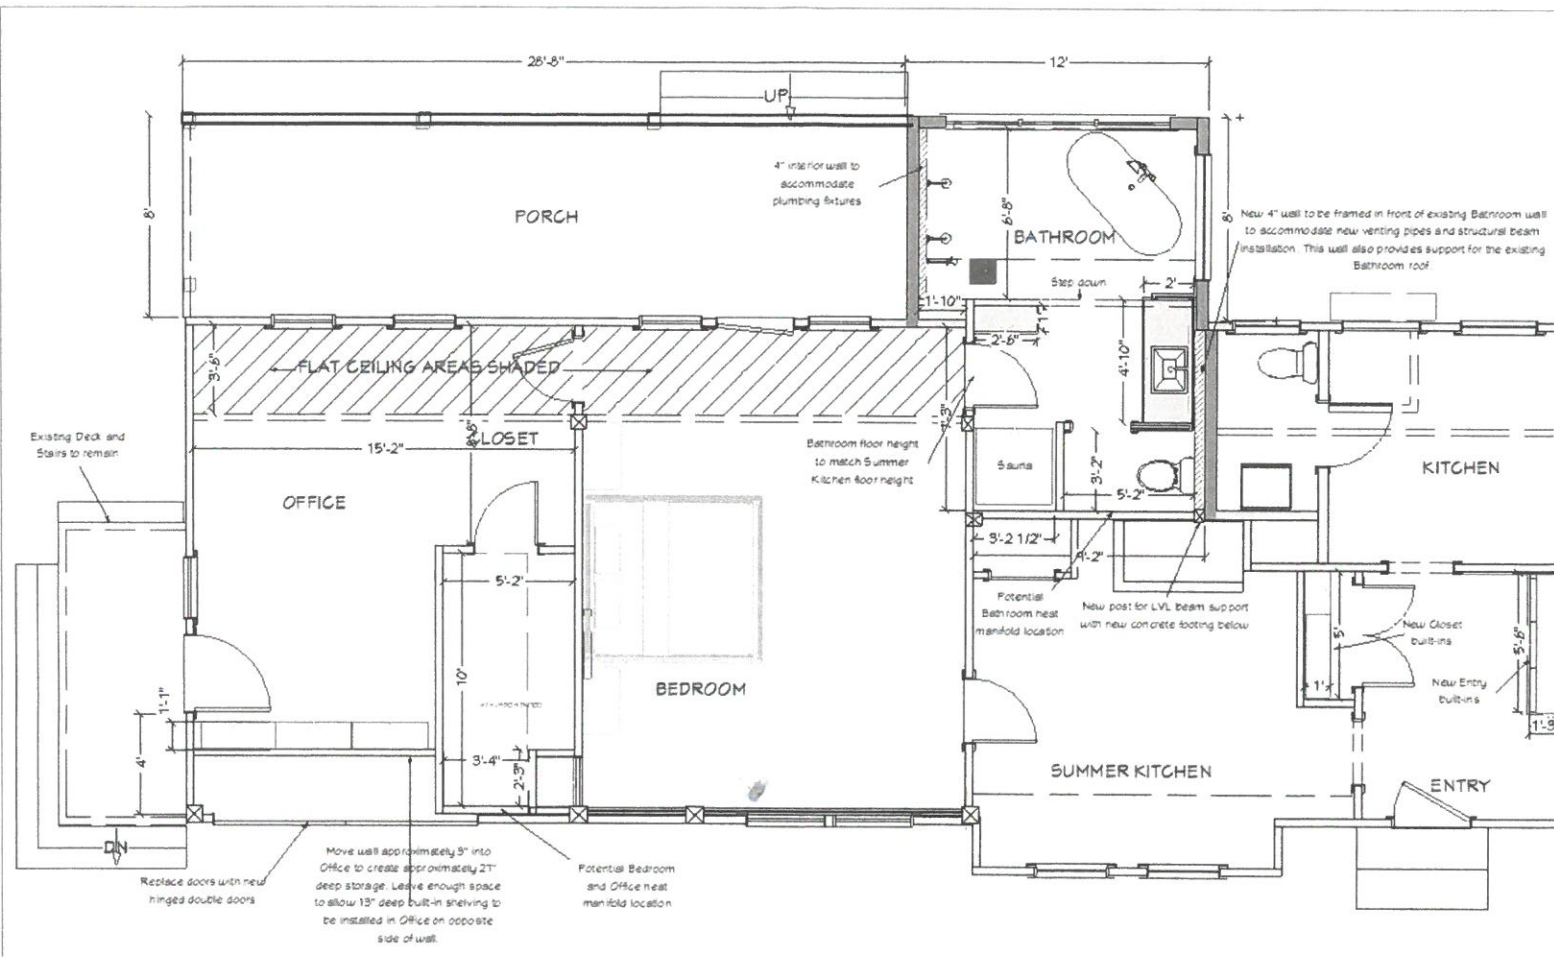 28'-8"
12'
UP
8'
PORCH
4" interior wall to
accommodate
plumbing fixtures
6'-8"
BATHROOM
8'
New 4" wall to be framed in front of existing Bathroom wall
to accommodate new venting pipes and structural beam
installation. This wall also provides support for the existing
Bathroom roof.
Step down
2'
1'-10"
1'
2'-6"
3'-6"
FLAT CEILING AREAS SHADED
4'-10"
Existing Deck and
Stairs to remain
15'-2"
CLOSET
Bathroom floor height
to match Summer
Kitchen floor height
Sauna
3'-2"
5'-2"
KITCHEN
OFFICE
3'-2 1/2"
9'-2"
5'-2"
Potential
Bathroom heat
manifold location
New post for LVL beam support
with new concrete footing below
5'
New Closet
built-ins
5'-6"
New Entry
built-ins
1'
1'-9"
10'
BEDROOM
1'-1"
4'
3'-4"
2'-3"
SUMMER KITCHEN
ENTRY
DN
Replace doors with new
hinged double doors
Move wall approximately 9" into
Office to create approximately 27"
deep storage. Leave enough space
to allow 13" deep built-in shelving to
be installed in Office on opposite
side of wall.
Potential Bedroom
and Office heat
manifold location